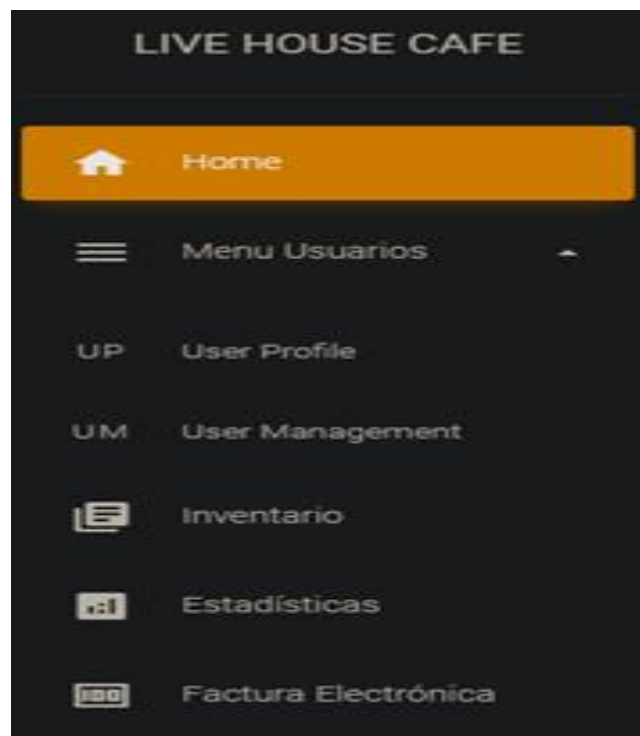 LIVE HOUSE CAFE
Home
Menu Usuarios
UP User Profile
UM User Management
Inventario
Estadísticas
Factura Electrónica